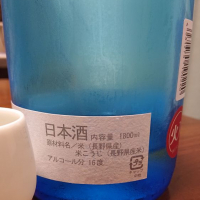 日本酒 内容量 1800ml
原材料名/米(長野県産)
米こうじ(長野県産米)
アルコール分 16度